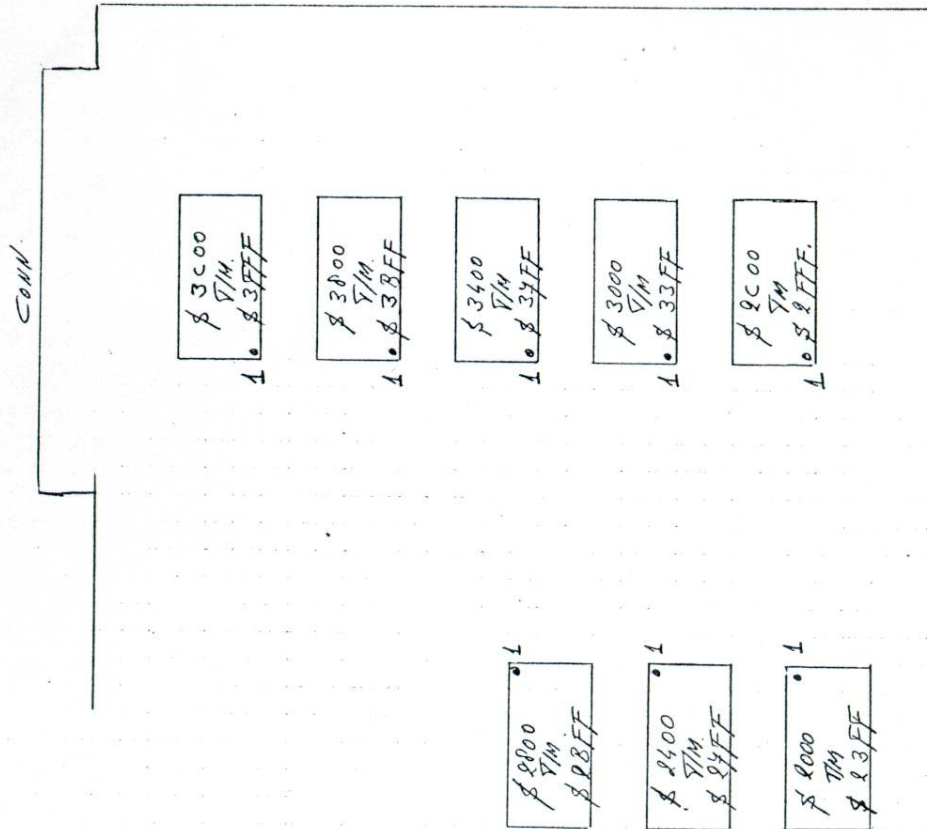 CONN.
$ 3C00
T/M.
$ 3FFF
1
$ 3800
T/M.
$ 3BFF
1
$ 3400
T/M
$ 37FF
1
$ 3000
T/M
$ 33FF
1
$ 2C00
T/M
$ 2FFF.
1
1
$ 2800
T/M.
$ 2BFF
1
$ 2400
T/M.
$ 27FF
1
$ 2000
T/M
$ 23FF